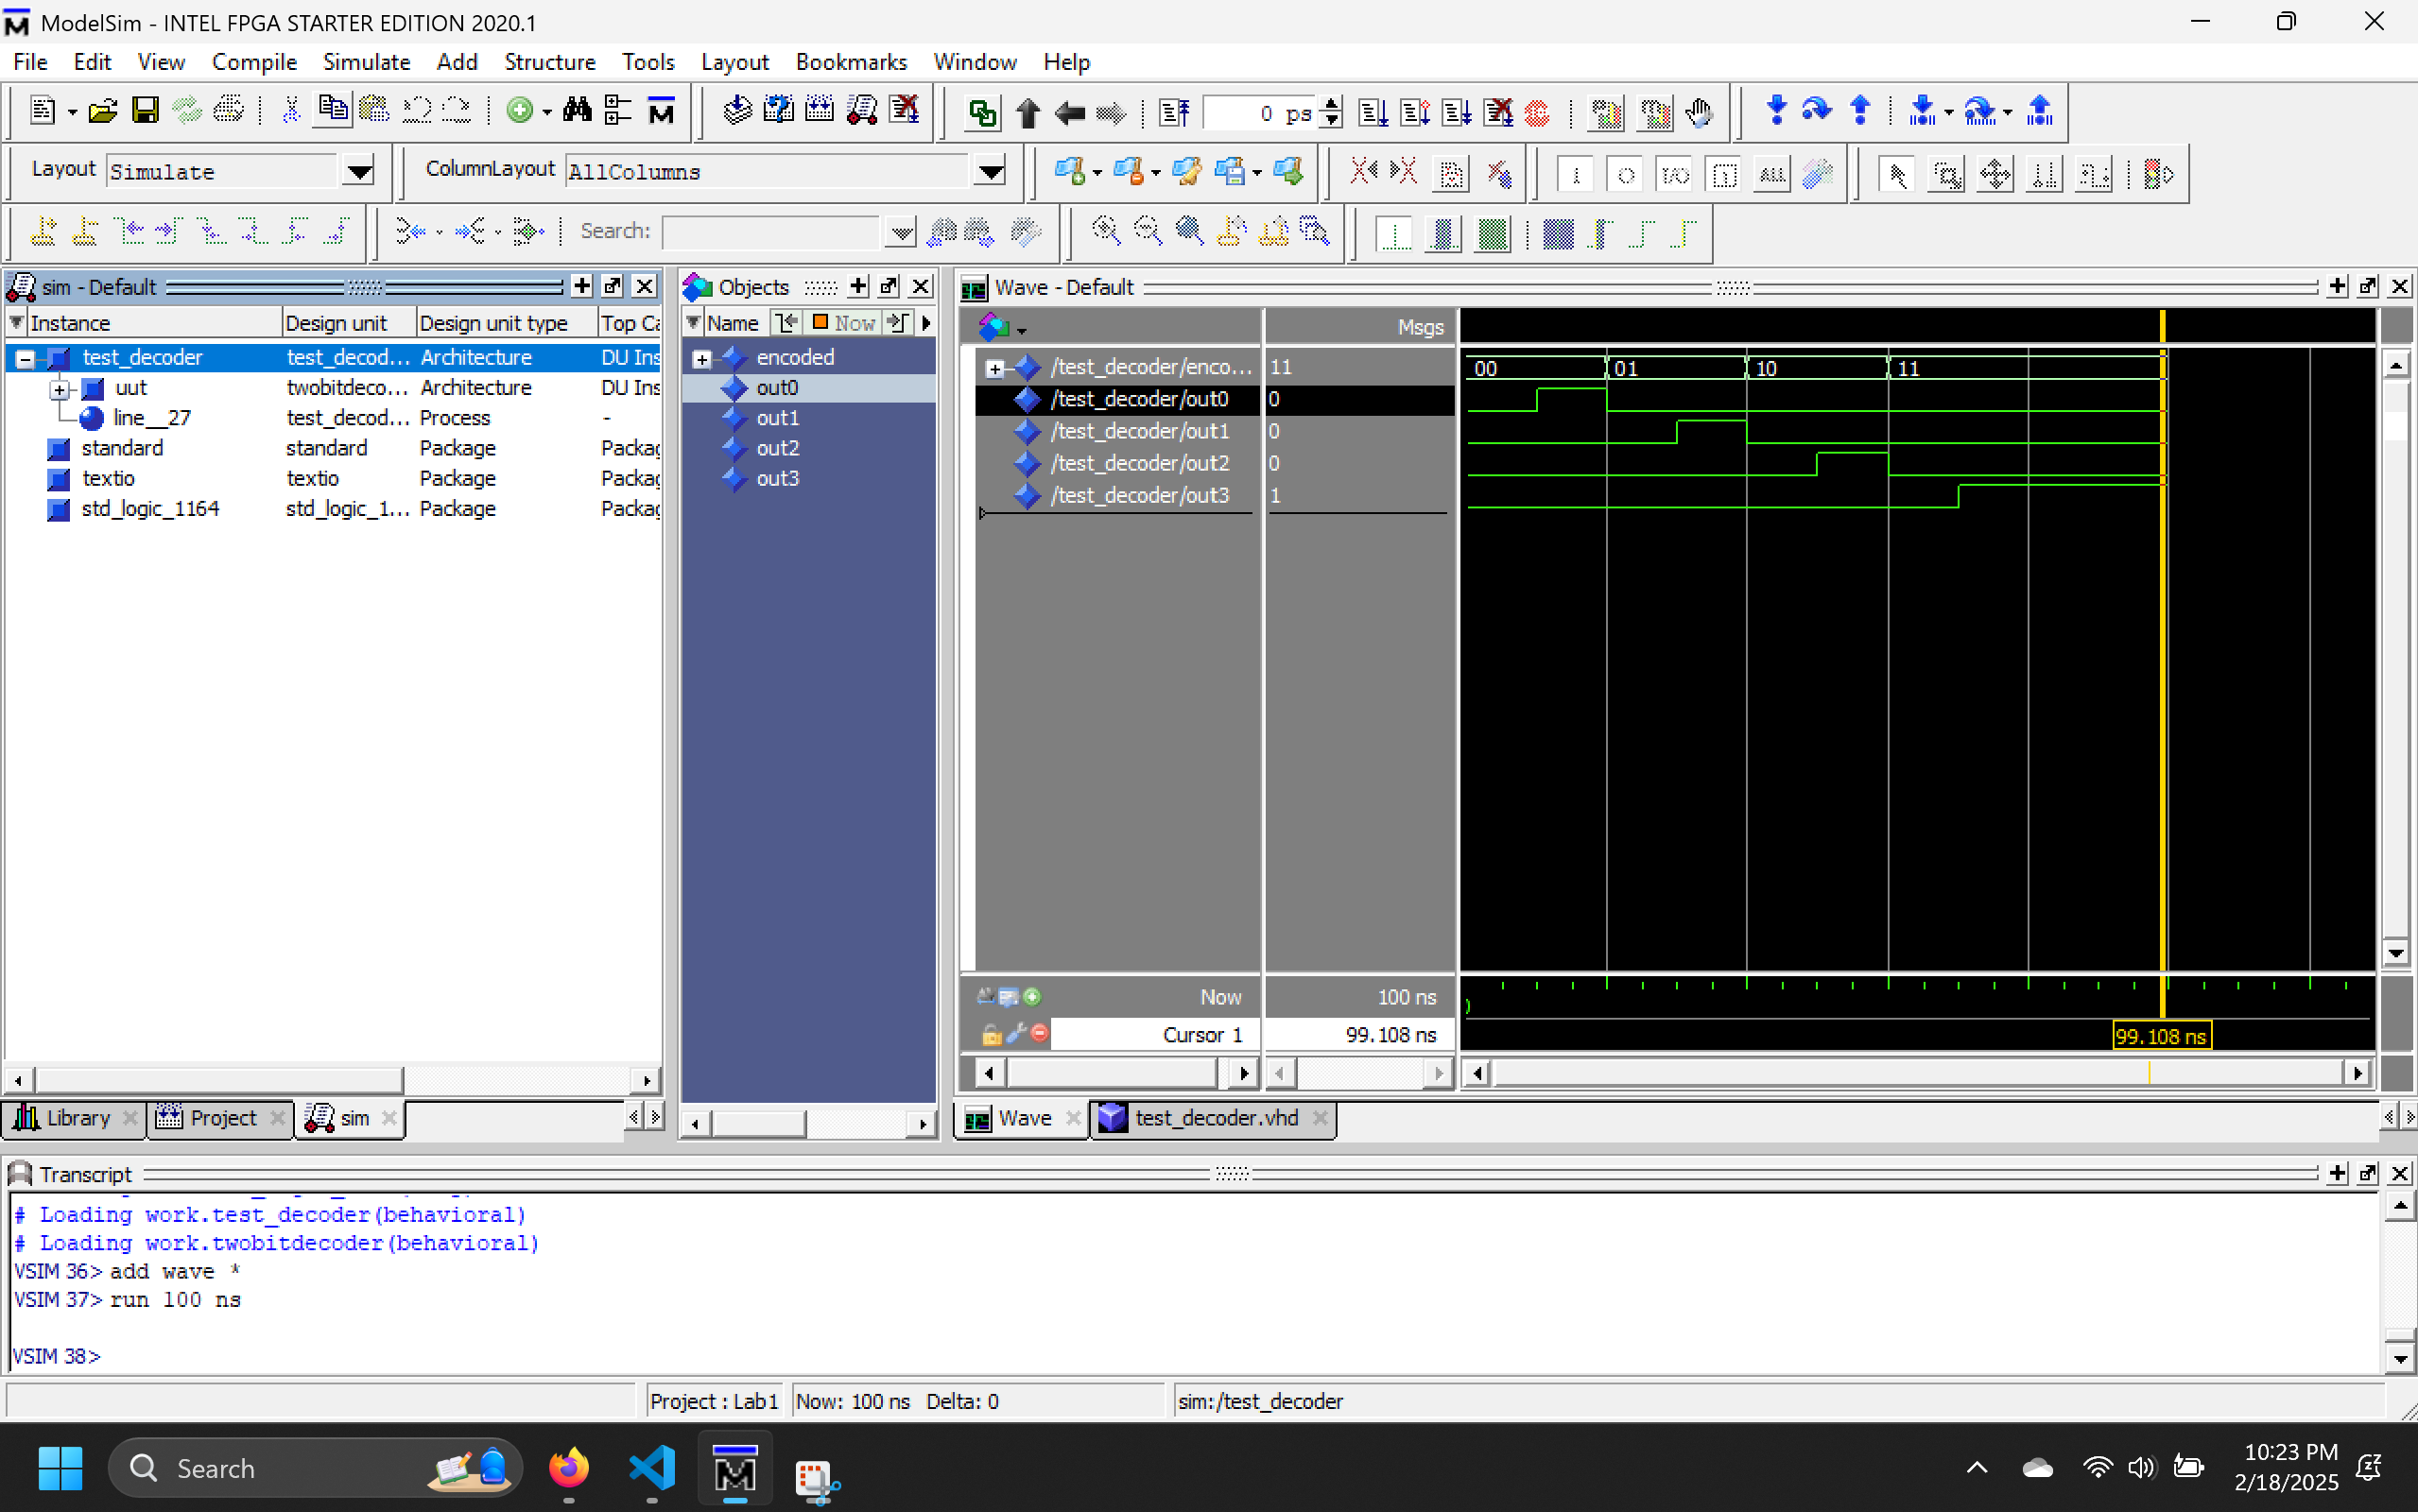 ModelSim - INTEL FPGA STARTER EDITION 2020.1
File Edit View Compile Simulate Add Structure Tools Layout Bookmarks Window Help
0 ps
Layout Simulate ColumnLayout AllColumns
Search:
sim - Default
Instance Design unit Design unit type Top Ca
test_decoder test_decod... Architecture DU Ins
uut twobitdeco... Architecture DU Ins
line__27 test_decod... Process -
standard standard Package Packag
textio textio Package Packag
std_logic_1164 std_logic_1... Package Packag
Library Project sim
Objects
Name Now
encoded
out0
out1
out2
out3
Wave - Default
Msgs
/test_decoder/enco... 11 00 01 10 11
/test_decoder/out0 0
/test_decoder/out1 0
/test_decoder/out2 0
/test_decoder/out3 1
Now 100 ns
Cursor 1 99.108 ns 99.108 ns
Wave test_decoder.vhd
Transcript
# Loading work.test_decoder(behavioral)
# Loading work.twobitdecoder(behavioral)
VSIM 36> add wave *
VSIM 37> run 100 ns
VSIM 38>
Project : Lab1 Now: 100 ns Delta: 0 sim:/test_decoder
Search
10:23 PM
2/18/2025